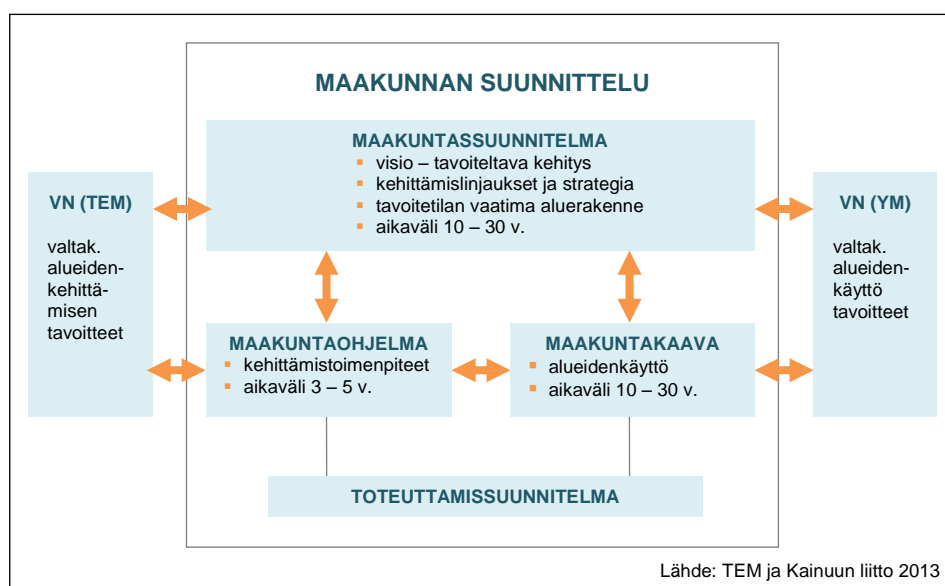 MAAKUNNAN SUUNNITTELU
MAAKUNTASSUUNITELMA
▪ visio – tavoiteltava kehitys
▪ kehittämislinjaukset ja strategia
▪ tavoitetilan vaatima aluerakenne
▪ aikaväli 10 – 30 v.
VN (TEM)
valtak.
alueiden-
kehittä-
misen
tavoitteet
VN (YM)
valtak.
alueiden-
käyttö
tavoitteet
MAAKUNTAOHJELMA
▪ kehittämistoimenpiteet
▪ aikaväli 3 – 5 v.
MAAKUNTAKAAVA
▪ alueidenkäyttö
▪ aikaväli 10 – 30 v.
TOTEUTTAMISSUUNITELMA
Lähde: TEM ja Kainuun liitto 2013